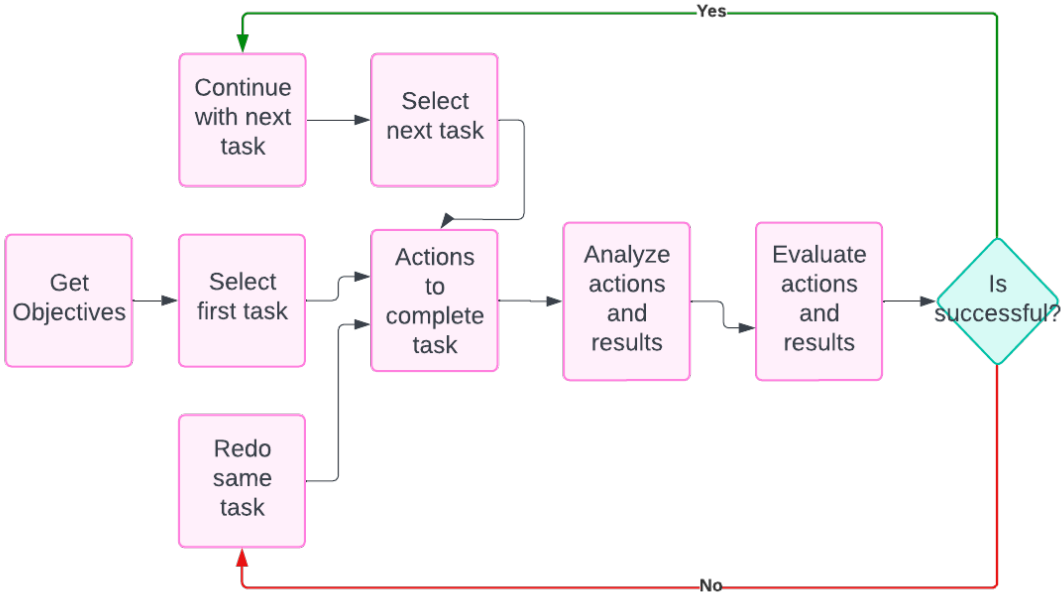 Yes
Continue
with next
task
Select
next task
Get
Objectives
Select
first task
Actions
to
complete
task
Analyze
actions
and
results
Evaluate
actions
and
results
Is
successful?
Redo
same
task
No